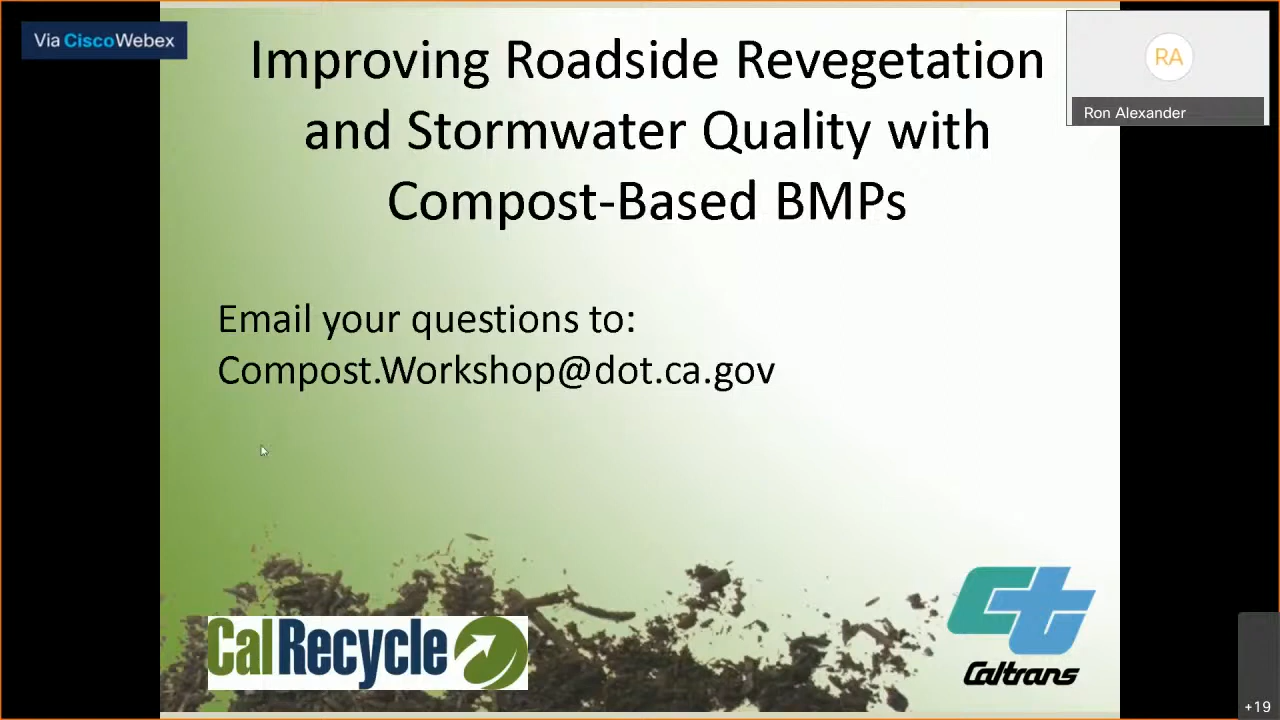 Via CiscoWebex
Improving Roadside Revegetation
and Stormwater Quality with
Compost-Based BMPs
RA
Ron Alexander
Email your questions to:
Compost.Workshop@dot.ca.gov
CalRecycle
Ct
Caltrans
+19